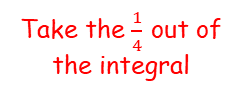 Take the 1/4 out of
the integral